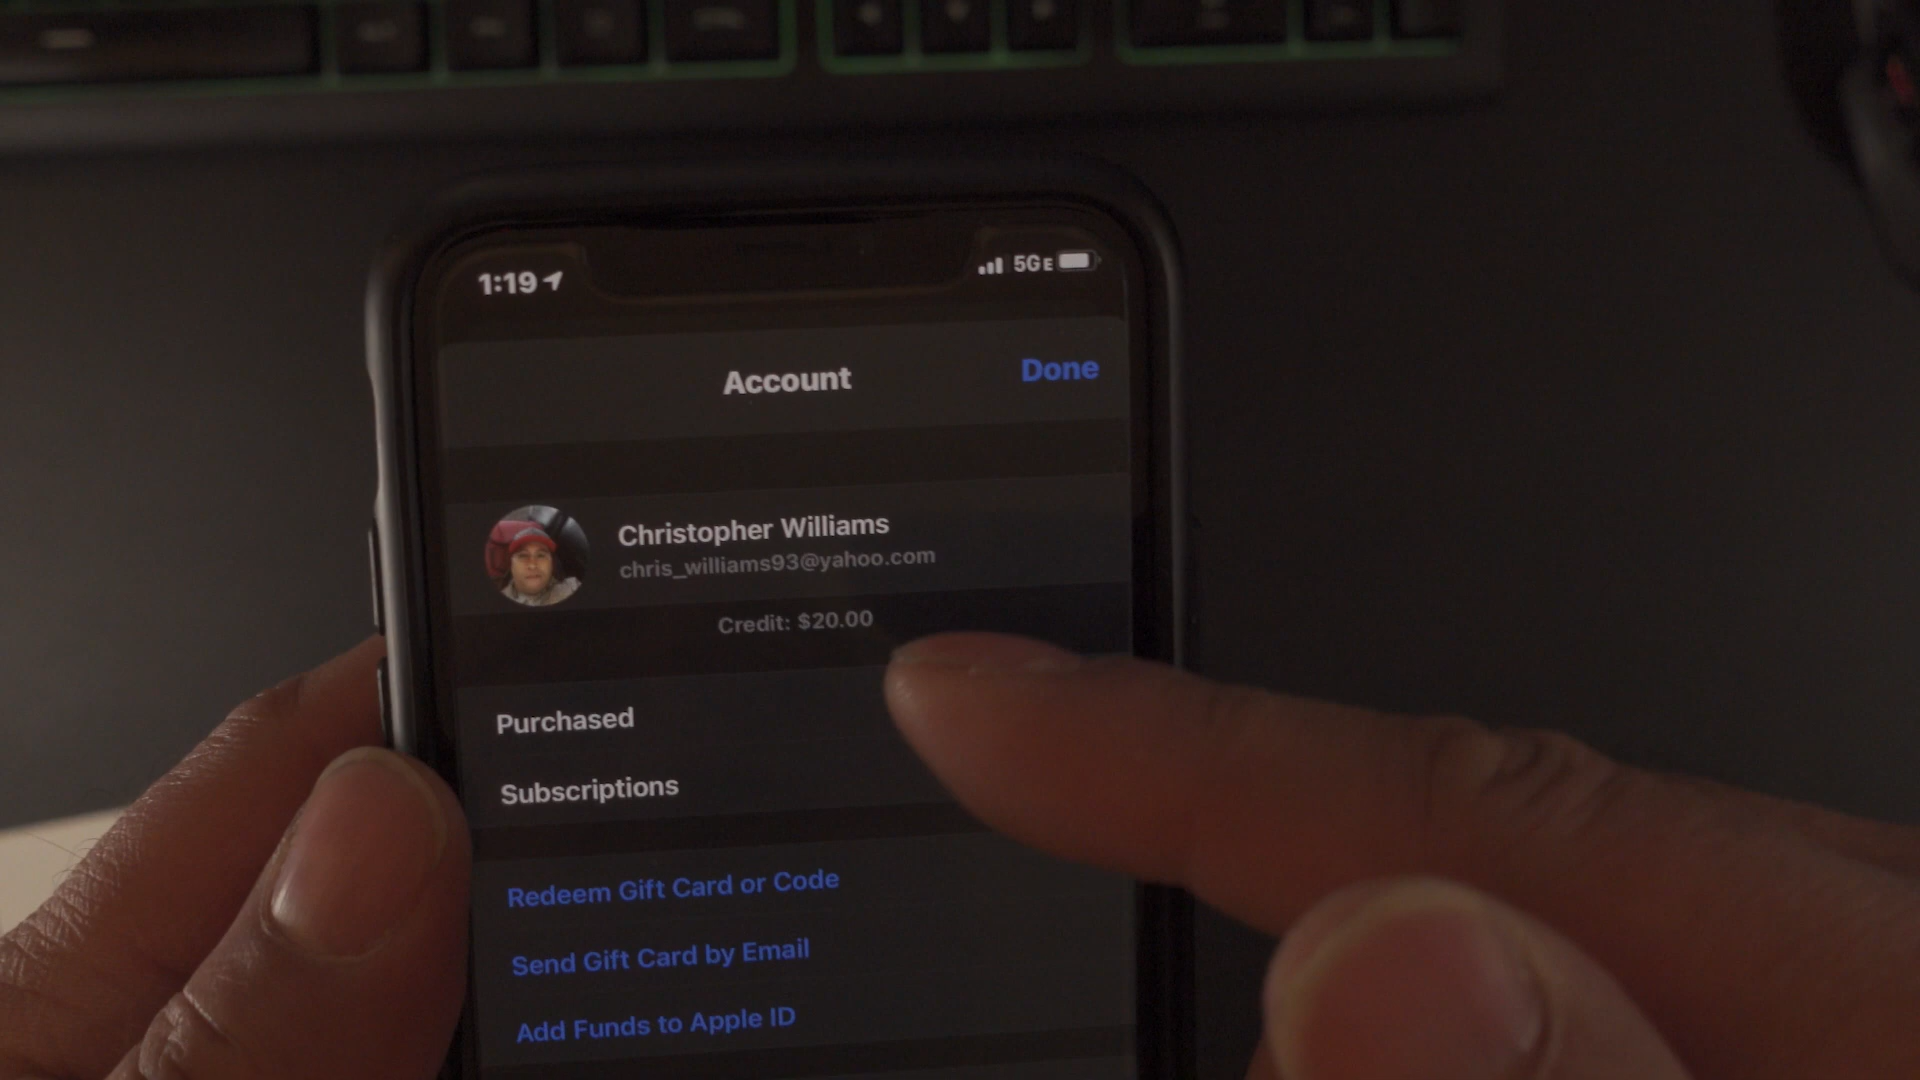 1:19
5GE
Account
Done
Christopher Williams
chris_williams93@yahoo.com
Credit: $20.00
Purchased
Subscriptions
Redeem Gift Card or Code
Send Gift Card by Email
Add Funds to Apple ID